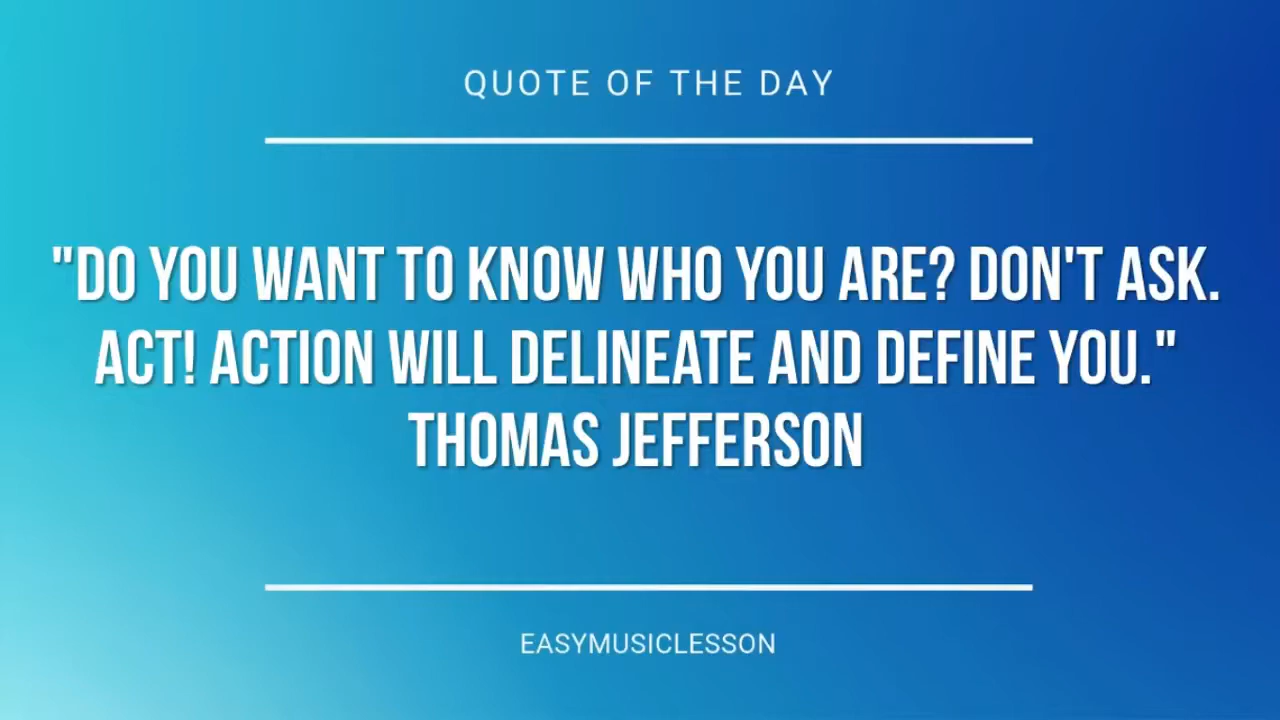 QUOTE OF THE DAY
"DO YOU WANT TO KNOW WHO YOU ARE? DON'T ASK.
ACT! ACTION WILL DELINEATE AND DEFINE YOU."
THOMAS JEFFERSON
EASYMUSICLESSON